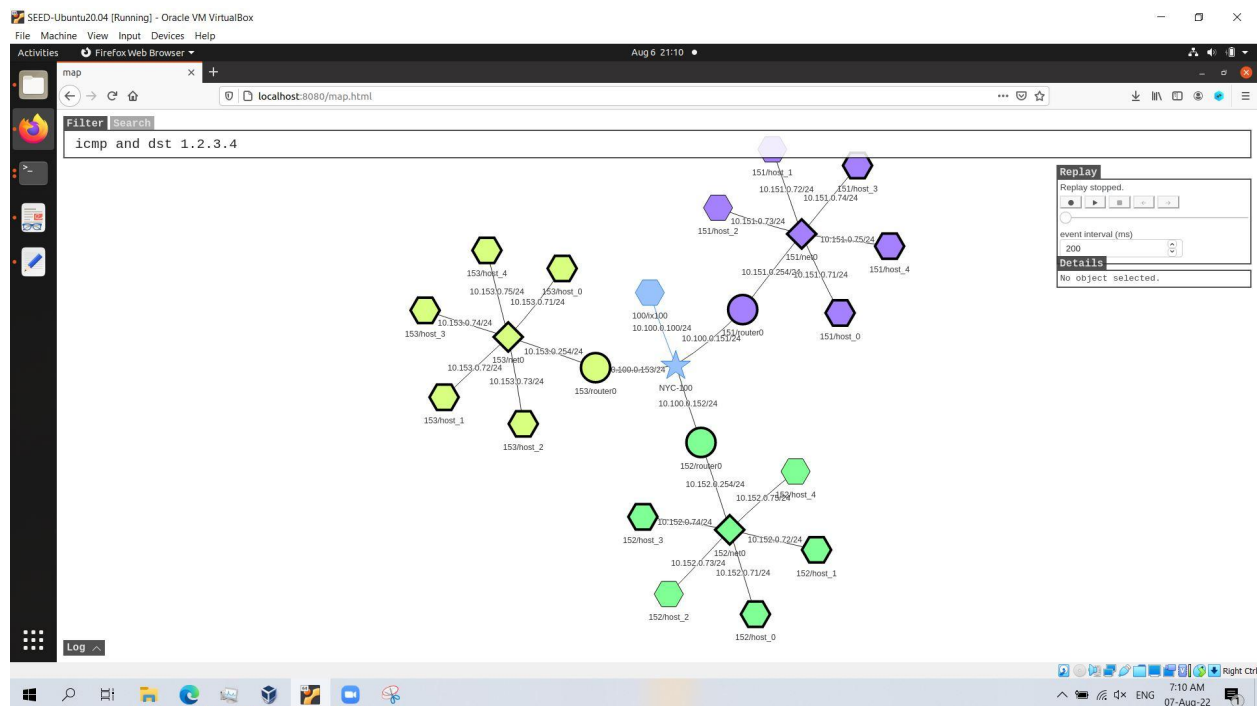 SEED-Ubuntu20.04 [Running] - Oracle VM VirtualBox
File Machine View Input Devices Help
Activities Firefox Web Browser Aug 6 21:10
map
localhost:8080/map.html
Filter Search
icmp and dst 1.2.3.4
Replay
Replay stopped.
event interval (ms)
200
Details
No object selected.
151/host_1
10.151.0.72/24
151/host_3
10.151.0.74/24
151/host_2
10.151.0.73/24
10.151.0.75/24
151/net0
151/host_4
10.151.0.254/24
10.151.0.71/24
151/host_0
151/router0
10.100.0.151/24
153/host_4
153/host_0
10.153.0.75/24
10.153.0.71/24
153/host_3
10.153.0.74/24
153/net0
10.153.0.254/24
10.153.0.72/24
10.153.0.73/24
153/host_1
153/host_2
153/router0
10.100.0.153/24
100/ix100
10.100.0.100/24
NYC-100
10.100.0.152/24
152/router0
10.152.0.254/24
152/host_4
10.152.0.75/24
152/host_3
10.152.0.74/24
10.152.0.72/24
152/net0
152/host_1
10.152.0.73/24
10.152.0.71/24
152/host_2
152/host_0
Log
Right Ctrl
ENG
7:10 AM
07-Aug-22